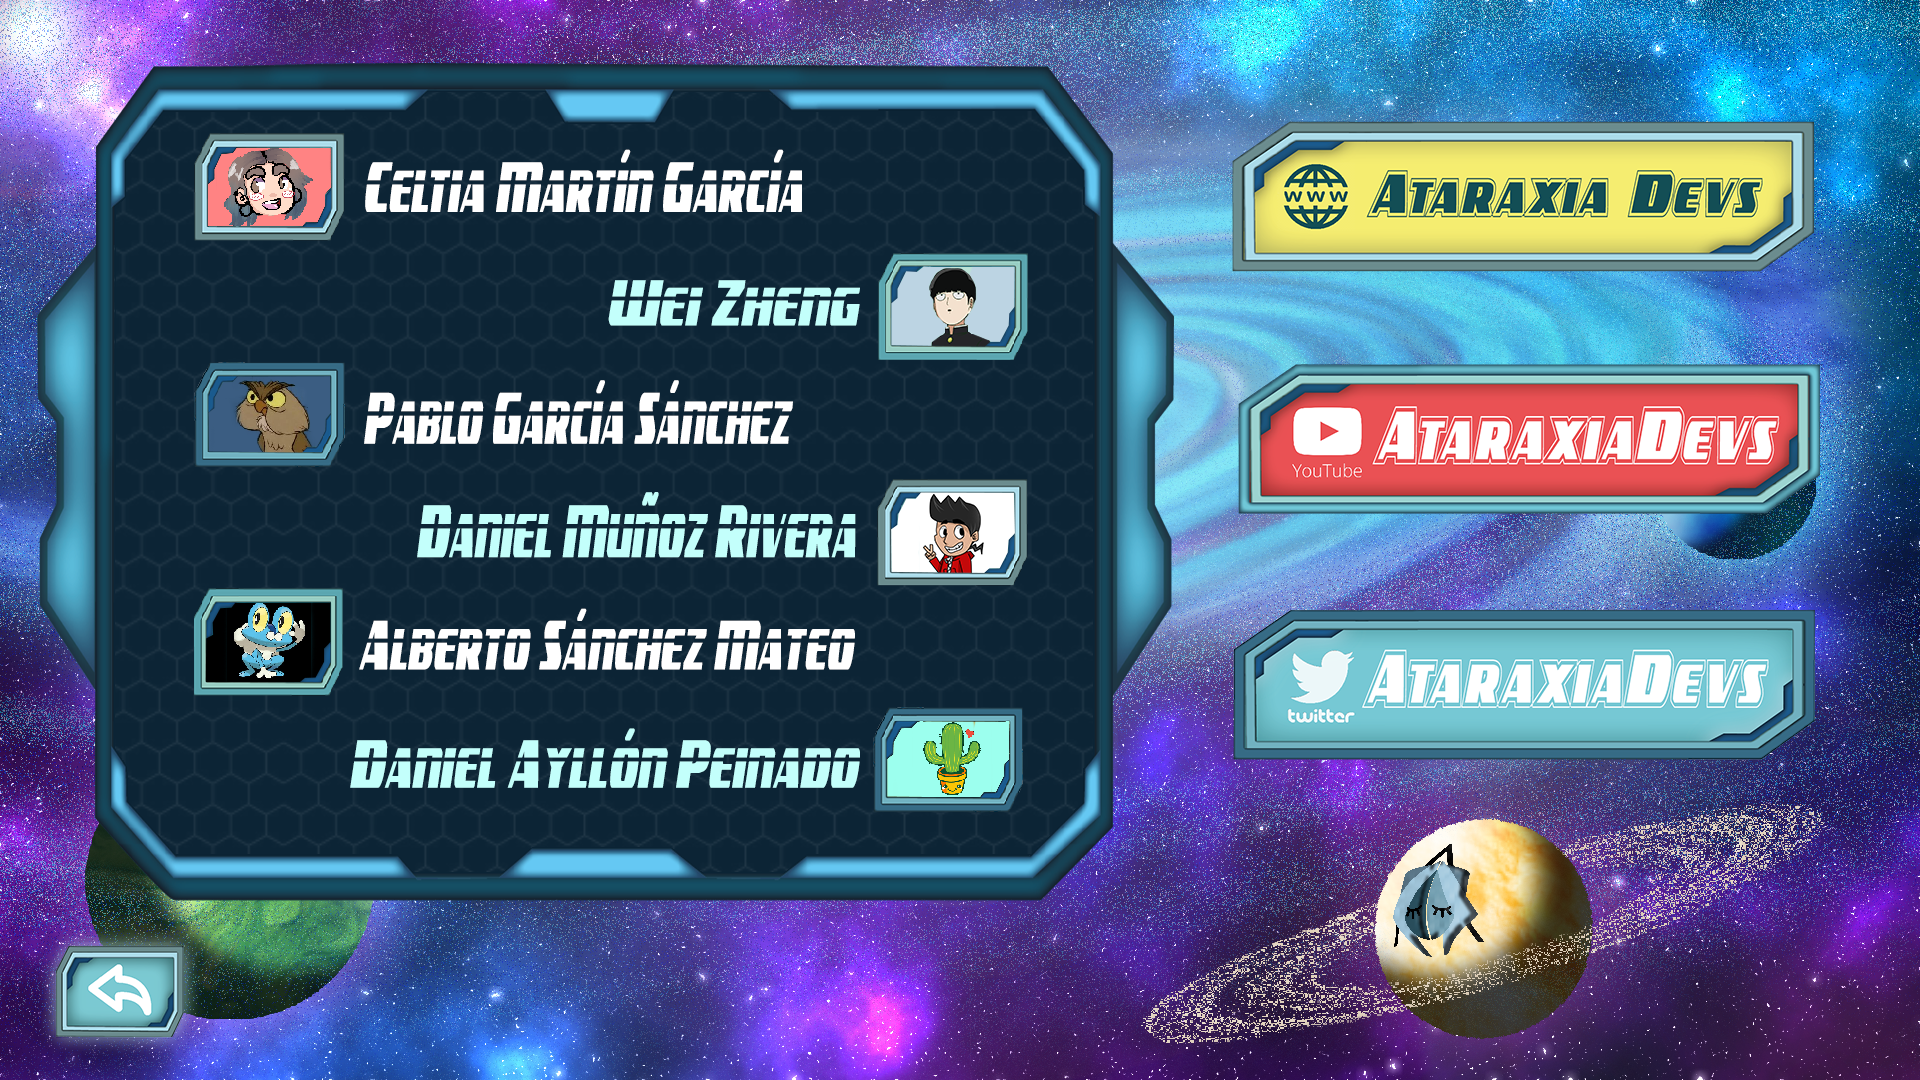 Celtia Martín García
Wei Zheng
Pablo García Sánchez
Daniel Muñoz Rivera
Alberto Sánchez Mateo
Daniel Ayllón Peinado
www Ataraxia Devs
YouTube AtaraxiaDevs
twitter AtaraxiaDevs